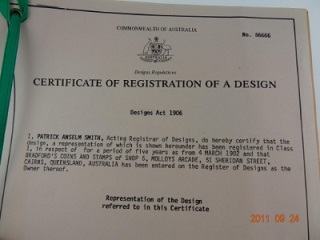 COMMONWEALTH OF AUSTRALIA
No. 86666
Designs Regulations
CERTIFICATE OF REGISTRATION OF A DESIGN
Designs Act 1906
I, PATRICK ANSELM SMITH, Acting Registrar of Designs, do hereby certify that the
design, a representation of which is shown hereunder has been registered in Class
1, in respect of for a period of five years as from 4 MARCH 1982 and that
BRADFORD'S COINS AND STAMPS of SHOP 5, MOLLOYS ARCADE, 51 SHERIDAN STREET,
CAIRNS, QUEENSLAND, AUSTRALIA has been entered on the Register of Designs as the
Owner thereof.
Representation of the Design
referred to in this Certificate
2011 09 24